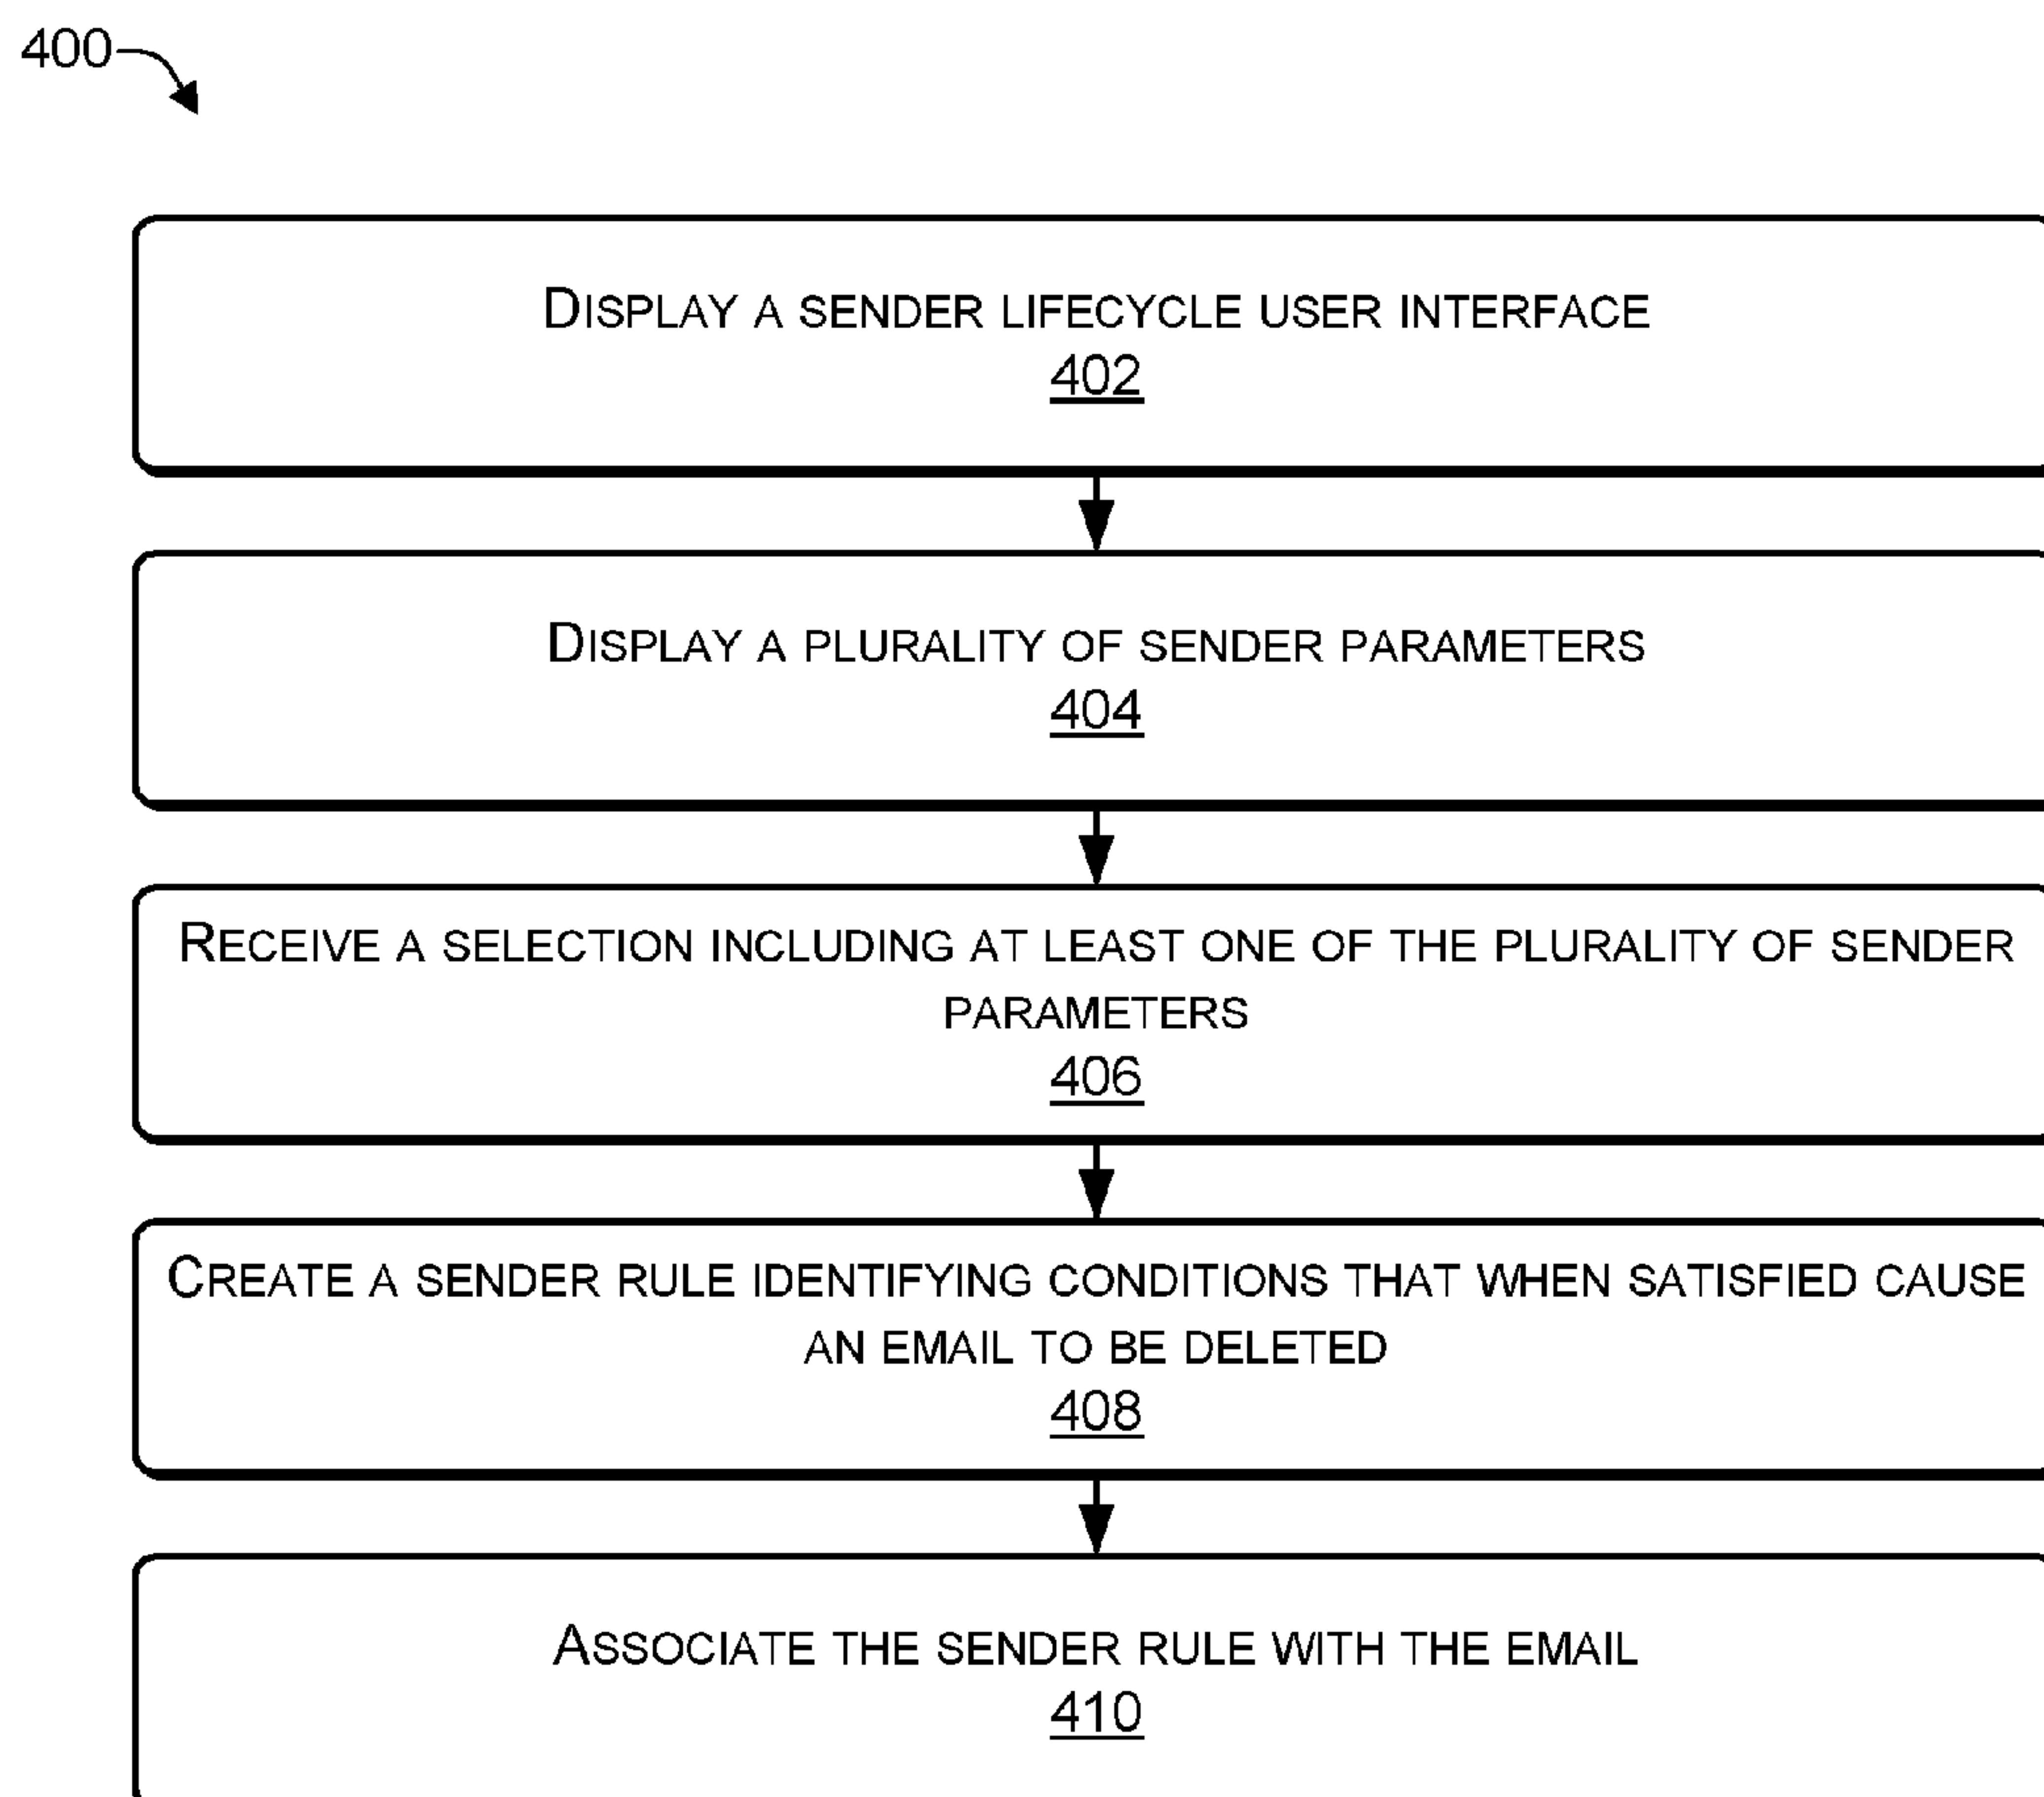 400
DISPLAY A SENDER LIFECYCLE USER INTERFACE
402
DISPLAY A PLURALITY OF SENDER PARAMETERS
404
RECEIVE A SELECTION INCLUDING AT LEAST ONE OF THE PLURALITY OF SENDER
PARAMETERS
406
CREATE A SENDER RULE IDENTIFYING CONDITIONS THAT WHEN SATISFIED CAUSE
AN EMAIL TO BE DELETED
408
ASSOCIATE THE SENDER RULE WITH THE EMAIL
410